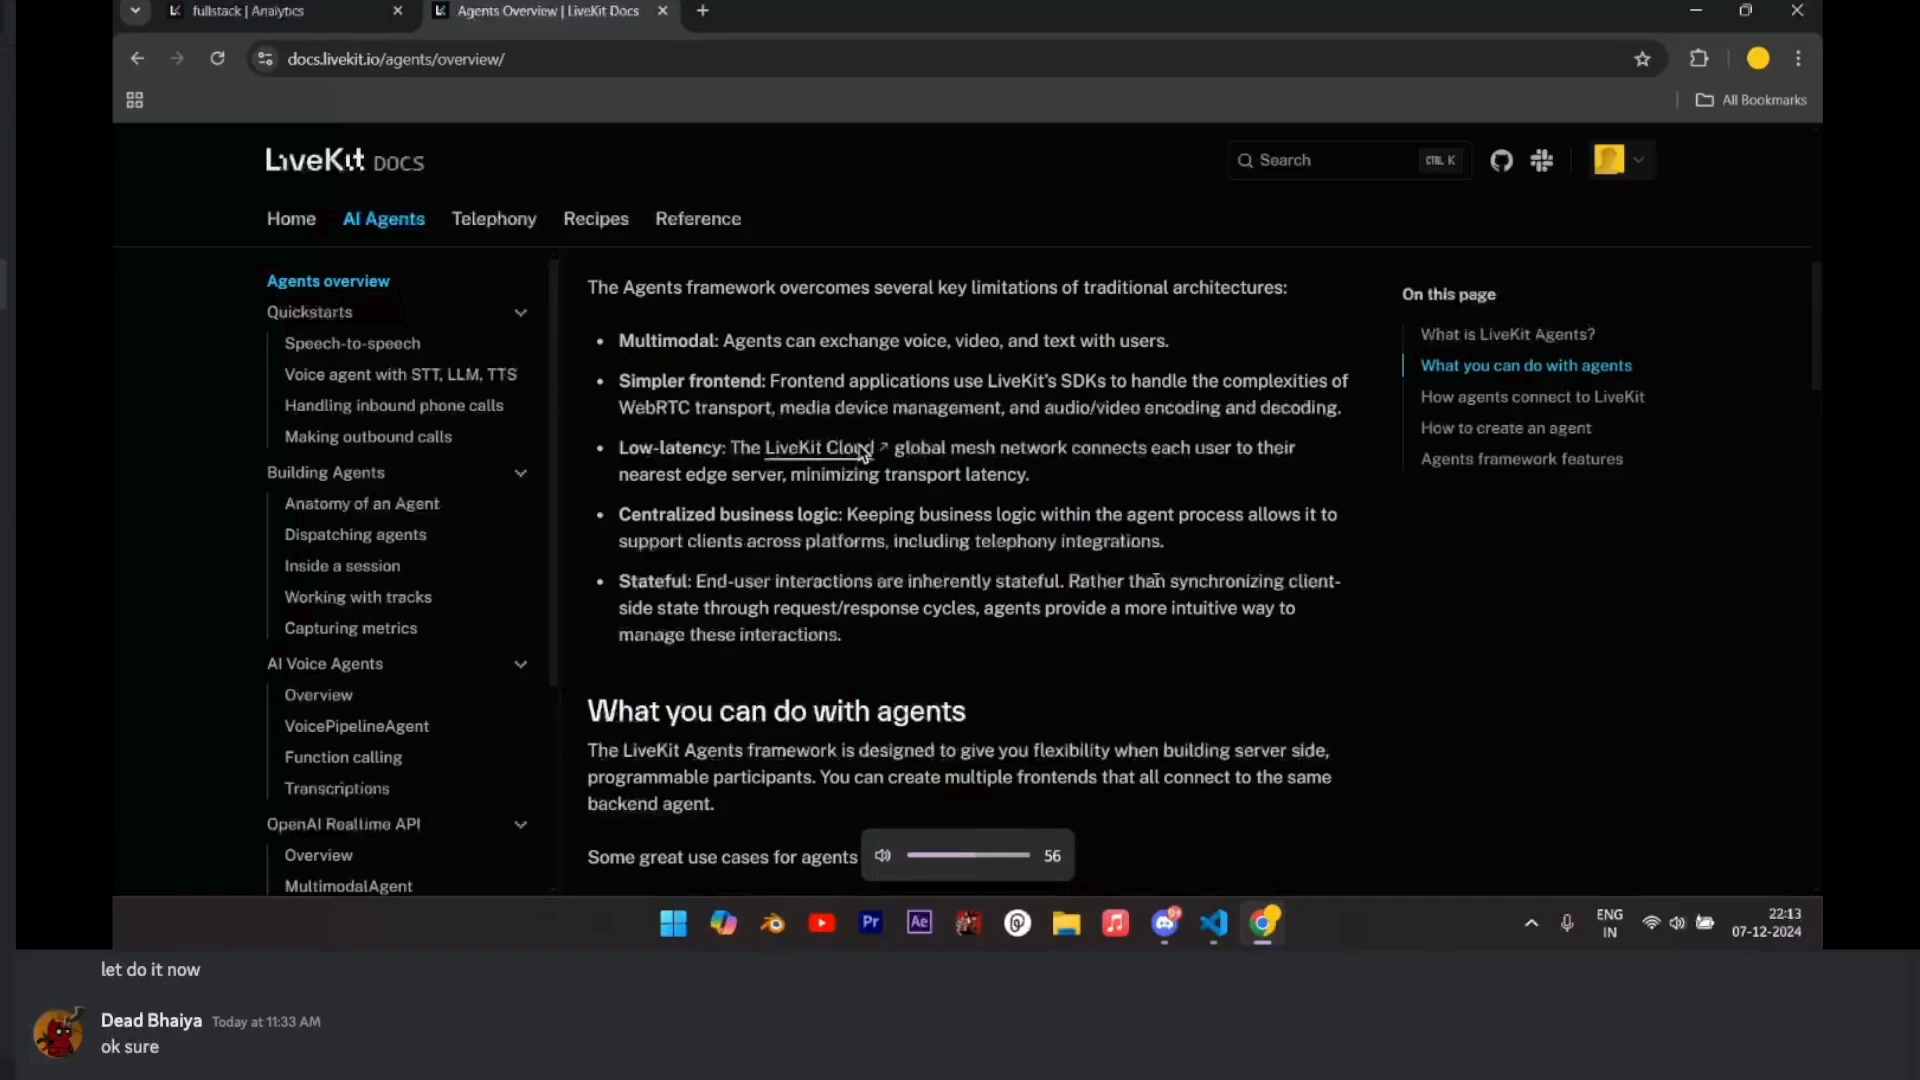 fullstack | Analytics
Agents Overview | LiveKit Docs
docs.livekit.io/agents/overview/
All Bookmarks
LiveKit DOCS
Search
CTRL K
Home
AI Agents
Telephony
Recipes
Reference
Agents overview
Quickstarts
Speech-to-speech
Voice agent with STT, LLM, TTS
Handling inbound phone calls
Making outbound calls
Building Agents
Anatomy of an Agent
Dispatching agents
Inside a session
Working with tracks
Capturing metrics
AI Voice Agents
Overview
VoicePipelineAgent
Function calling
Transcriptions
OpenAI Realtime API
Overview
MultimodalAgent
The Agents framework overcomes several key limitations of traditional architectures:
• Multimodal: Agents can exchange voice, video, and text with users.
• Simpler frontend: Frontend applications use LiveKit's SDKs to handle the complexities of
WebRTC transport, media device management, and audio/video encoding and decoding.
• Low-latency: The LiveKit Cloud ↗ global mesh network connects each user to their
nearest edge server, minimizing transport latency.
• Centralized business logic: Keeping business logic within the agent process allows it to
support clients across platforms, including telephony integrations.
• Stateful: End-user interactions are inherently stateful. Rather than synchronizing client-
side state through request/response cycles, agents provide a more intuitive way to
manage these interactions.
What you can do with agents
The LiveKit Agents framework is designed to give you flexibility when building server side,
programmable participants. You can create multiple frontends that all connect to the same
backend agent.
Some great use cases for agents
56
On this page
What is LiveKit Agents?
What you can do with agents
How agents connect to LiveKit
How to create an agent
Agents framework features
Pr
Ae
ENG
IN
22:13
07-12-2024
let do it now
Dead Bhaiya Today at 11:33 AM
ok sure